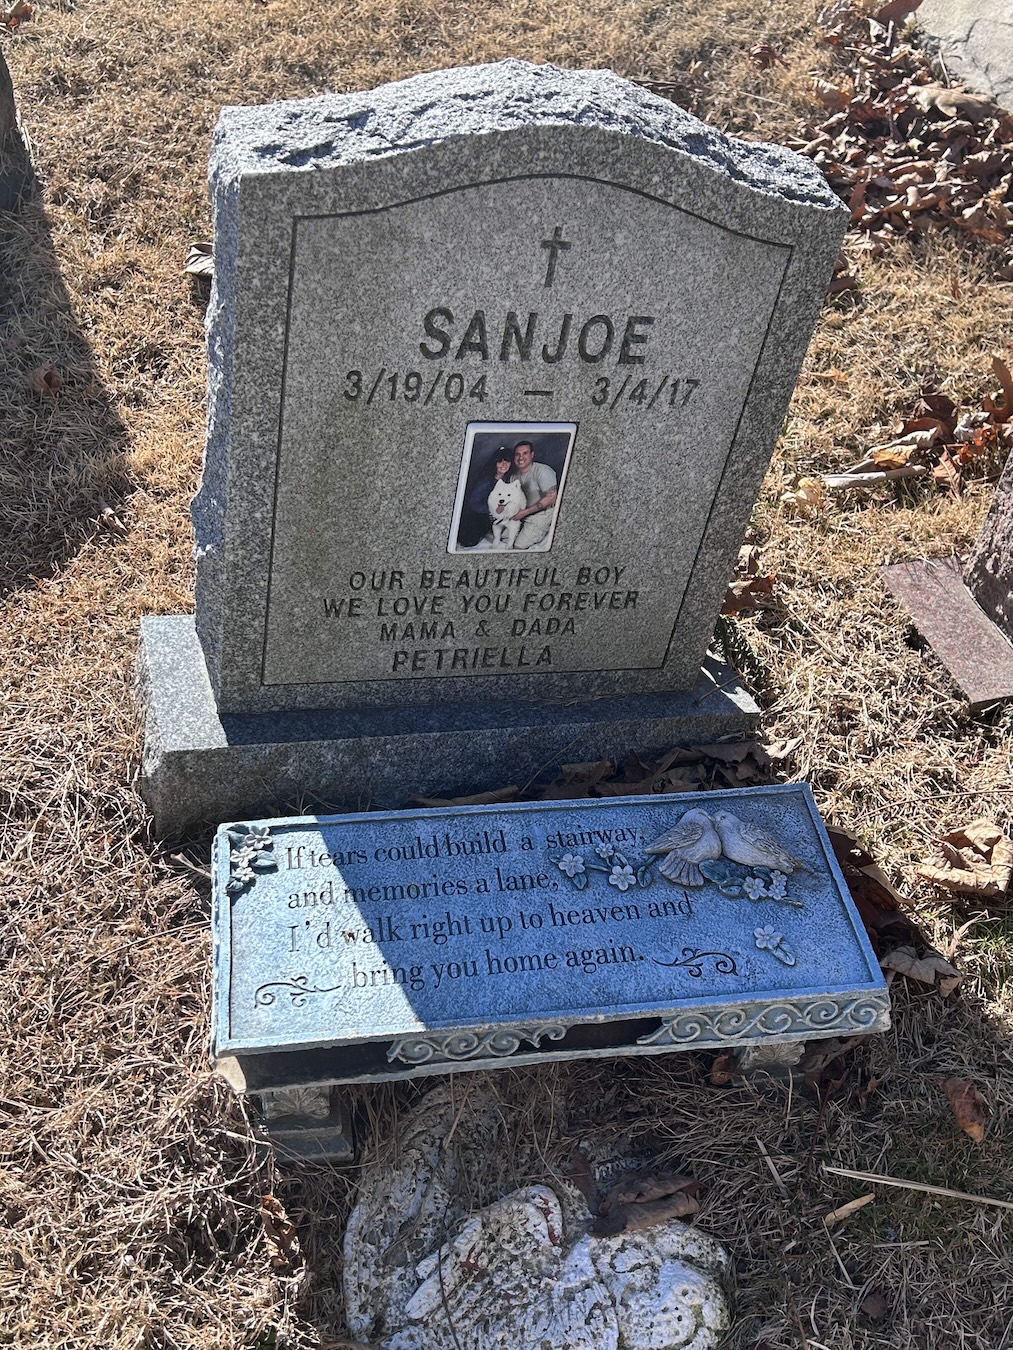 SANJOE
3/19/04 — 3/4/17
OUR BEAUTIFUL BOY
WE LOVE YOU FOREVER
MAMA & DADA
PETRIELLA
If tears could build a stairway,
and memories a lane,
I'd walk right up to heaven and
bring you home again.